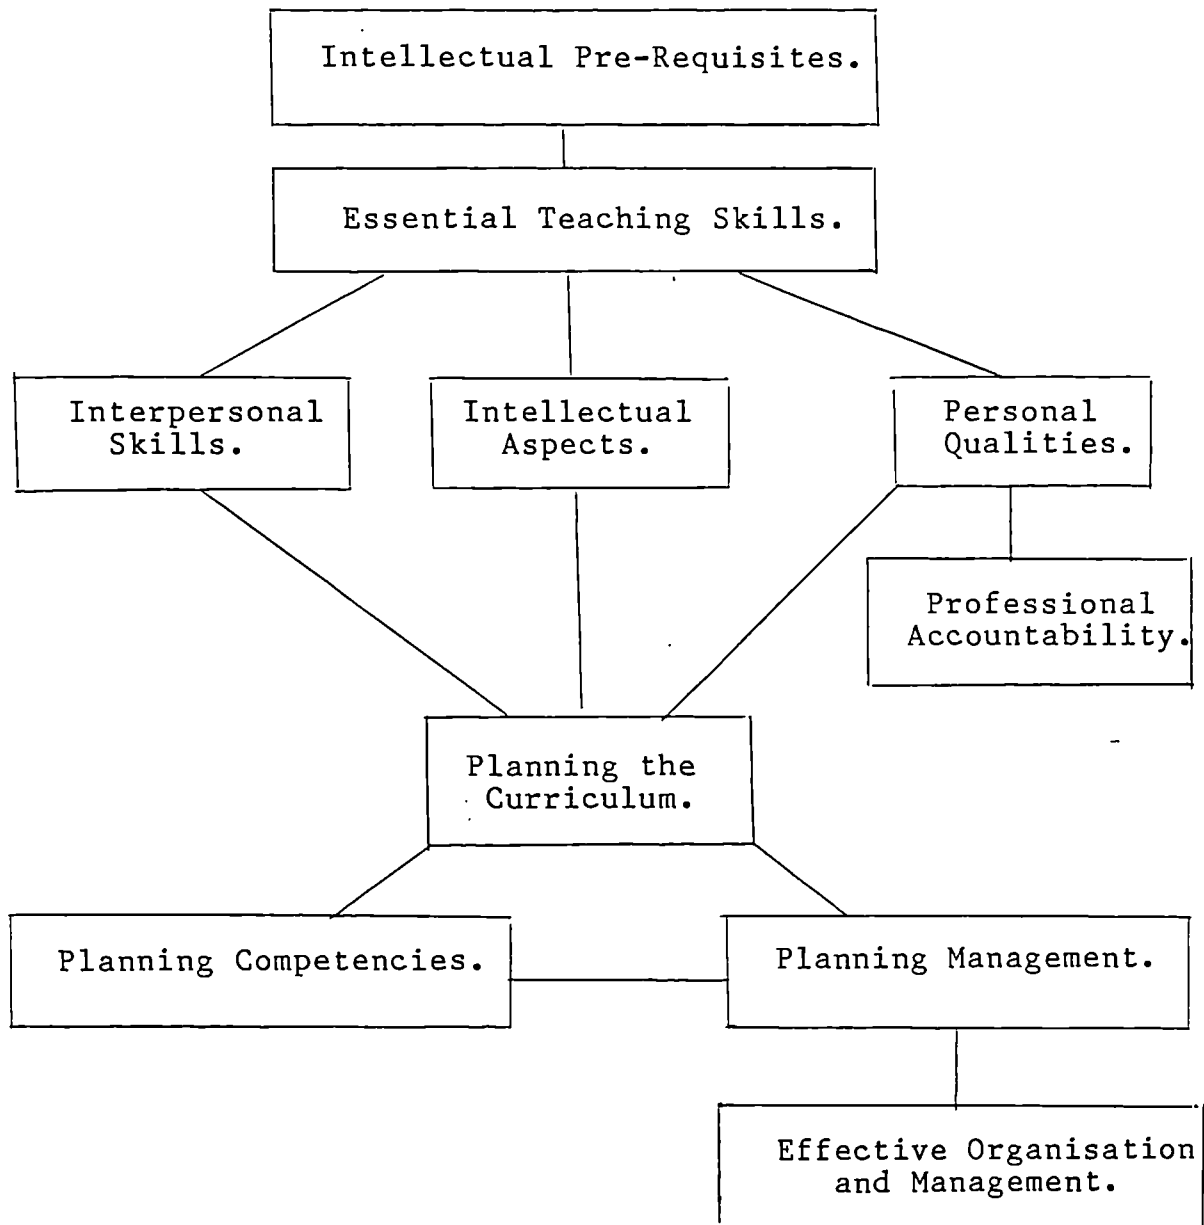 Intellectual Pre-Requisites.
Essential Teaching Skills.
Interpersonal
Skills.
Intellectual
Aspects.
Personal
Qualities.
Professional
Accountability.
Planning the
Curriculum.
Planning Competencies.
Planning Management.
Effective Organisation
and Management.